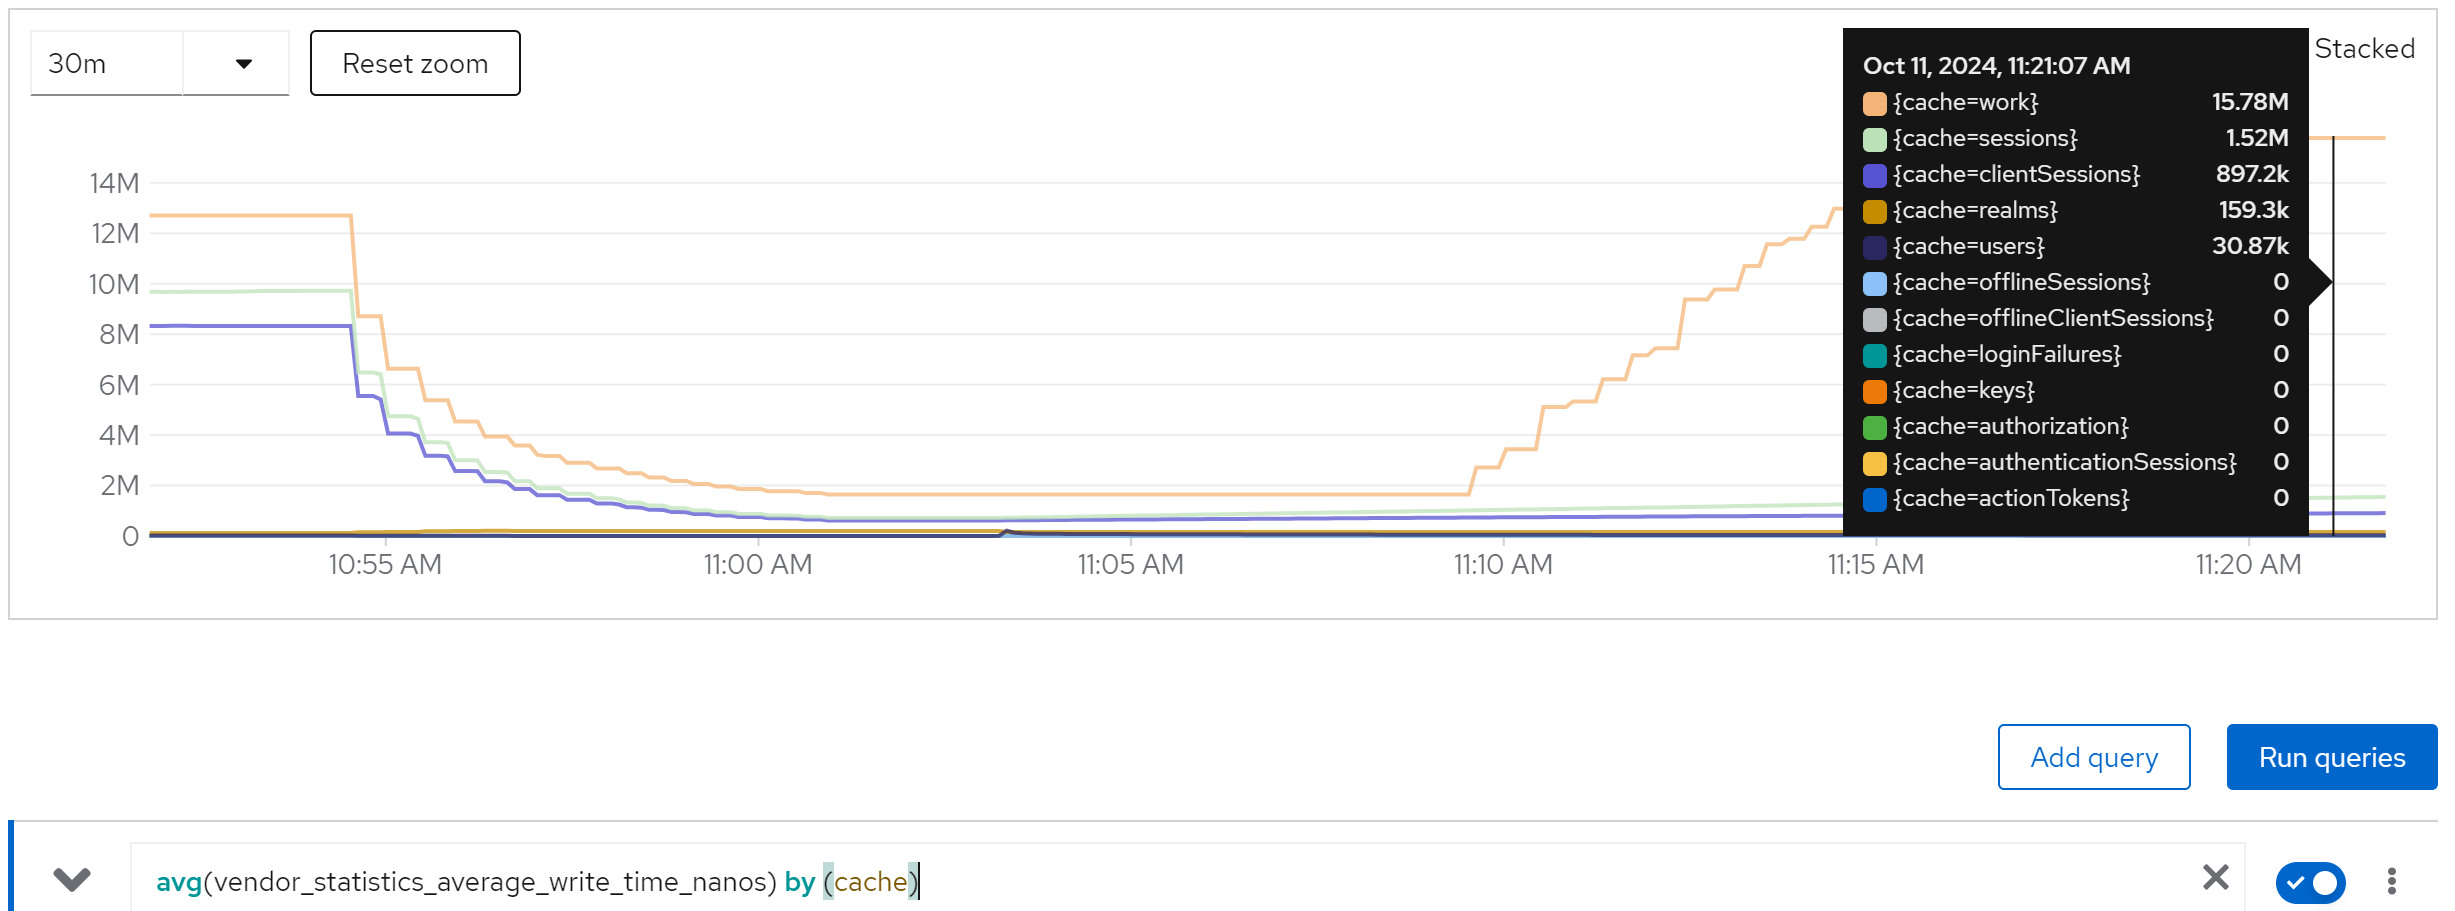 30m
Reset zoom
Stacked
Oct 11, 2024, 11:21:07 AM
{cache=work} 15.78M
{cache=sessions} 1.52M
{cache=clientSessions} 897.2k
{cache=realms} 159.3k
{cache=users} 30.87k
{cache=offlineSessions} 0
{cache=offlineClientSessions} 0
{cache=loginFailures} 0
{cache=keys} 0
{cache=authorization} 0
{cache=authenticationSessions} 0
{cache=actionTokens} 0
14M
12M
10M
8M
6M
4M
2M
0
10:55 AM 11:00 AM 11:05 AM 11:10 AM 11:15 AM 11:20 AM
Add query
Run queries
avg(vendor_statistics_average_write_time_nanos) by (cache)